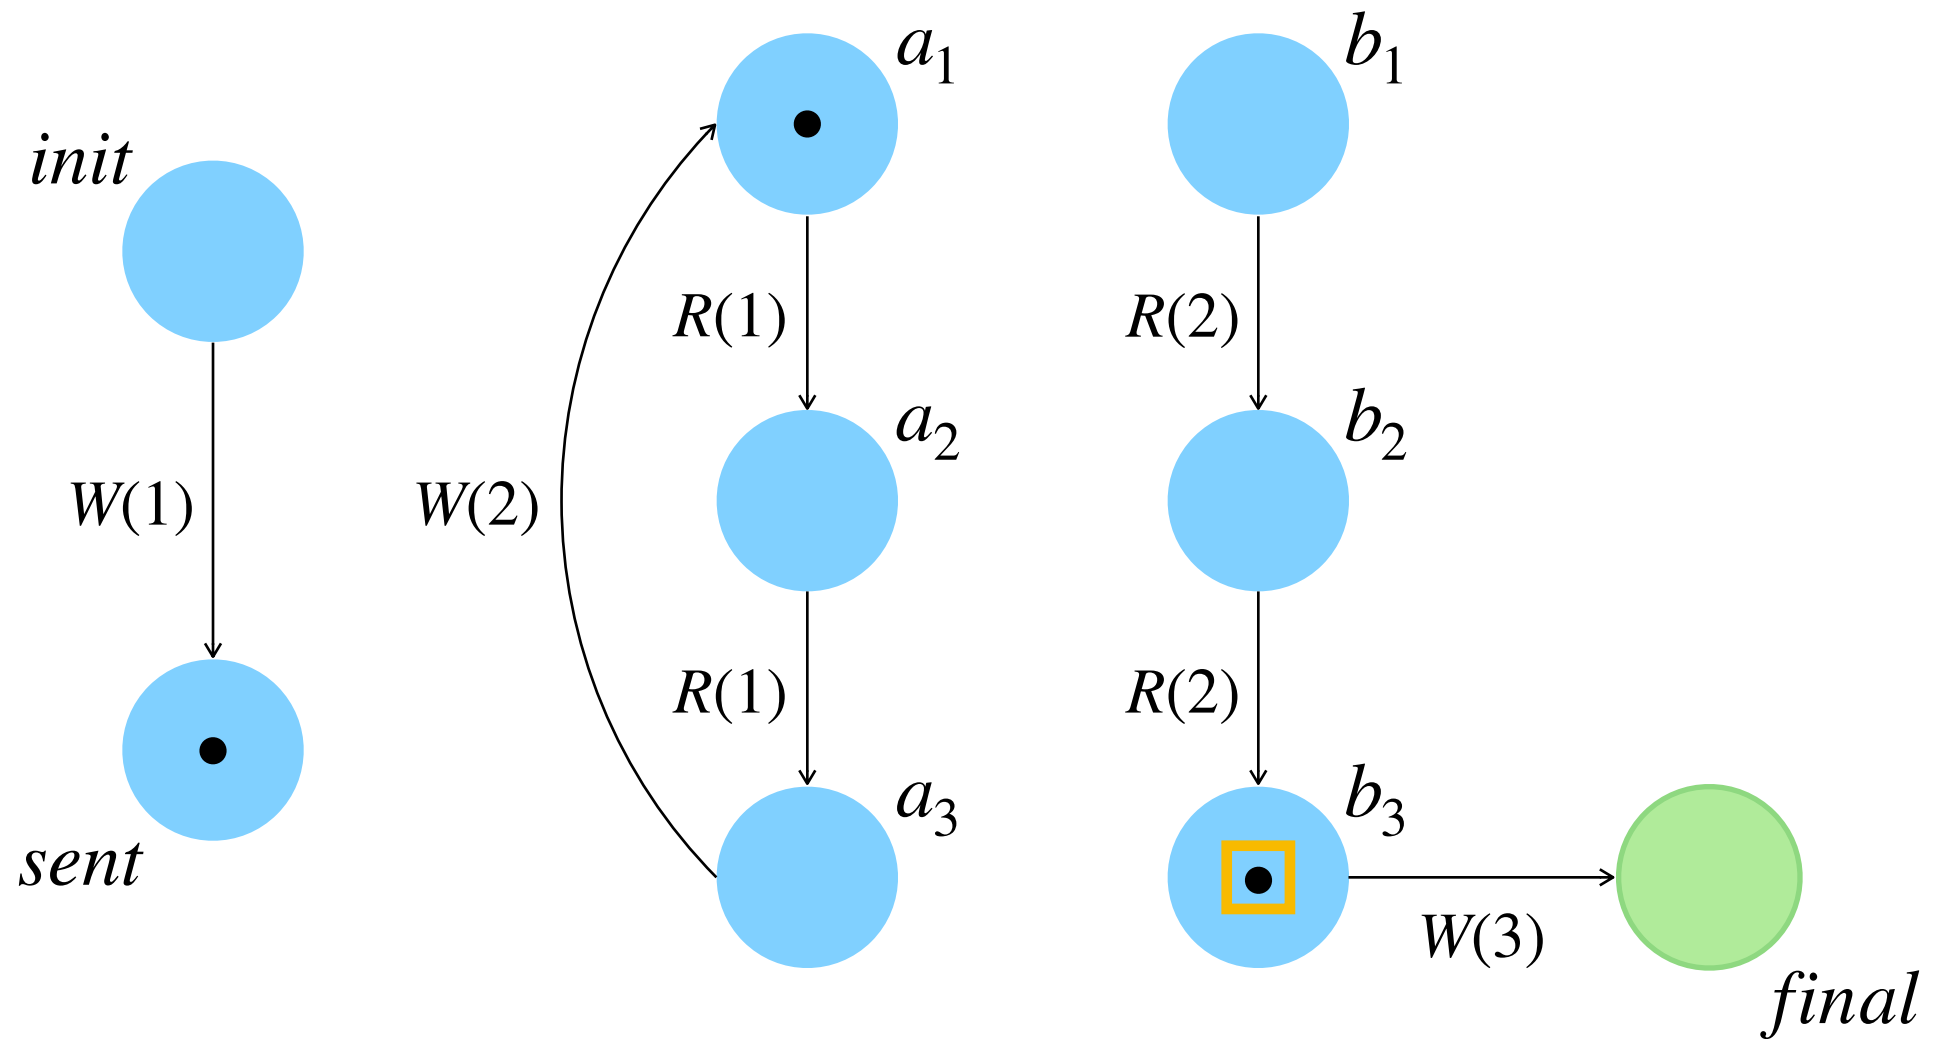 init
W(1)
sent
a₁
R(1)
a₂
W(2)
R(1)
a₃
b₁
R(2)
b₂
R(2)
b₃
W(3)
final